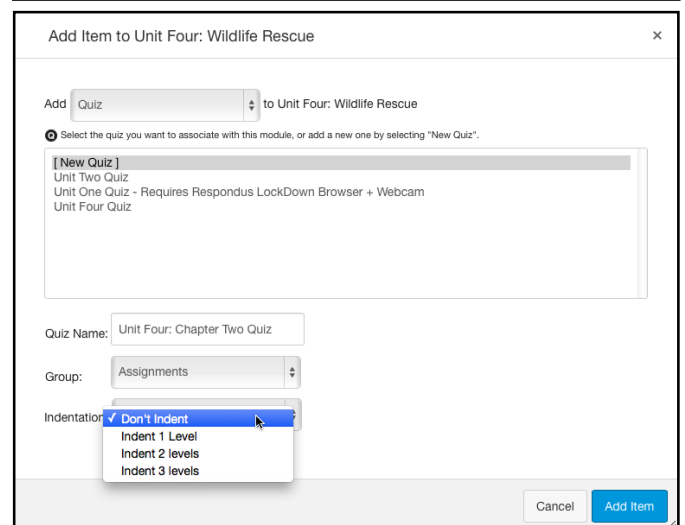 Add Item to Unit Four: Wildlife Rescue ×
Add Quiz to Unit Four: Wildlife Rescue
Q Select the quiz you want to associate with this module, or add a new one by selecting "New Quiz".
[ New Quiz ]
Unit Two Quiz
Unit One Quiz - Requires Respondus LockDown Browser + Webcam
Unit Four Quiz
Quiz Name: Unit Four: Chapter Two Quiz
Group: Assignments
Indentation ✓ Don't Indent
Indent 1 Level
Indent 2 levels
Indent 3 levels
Cancel Add Item